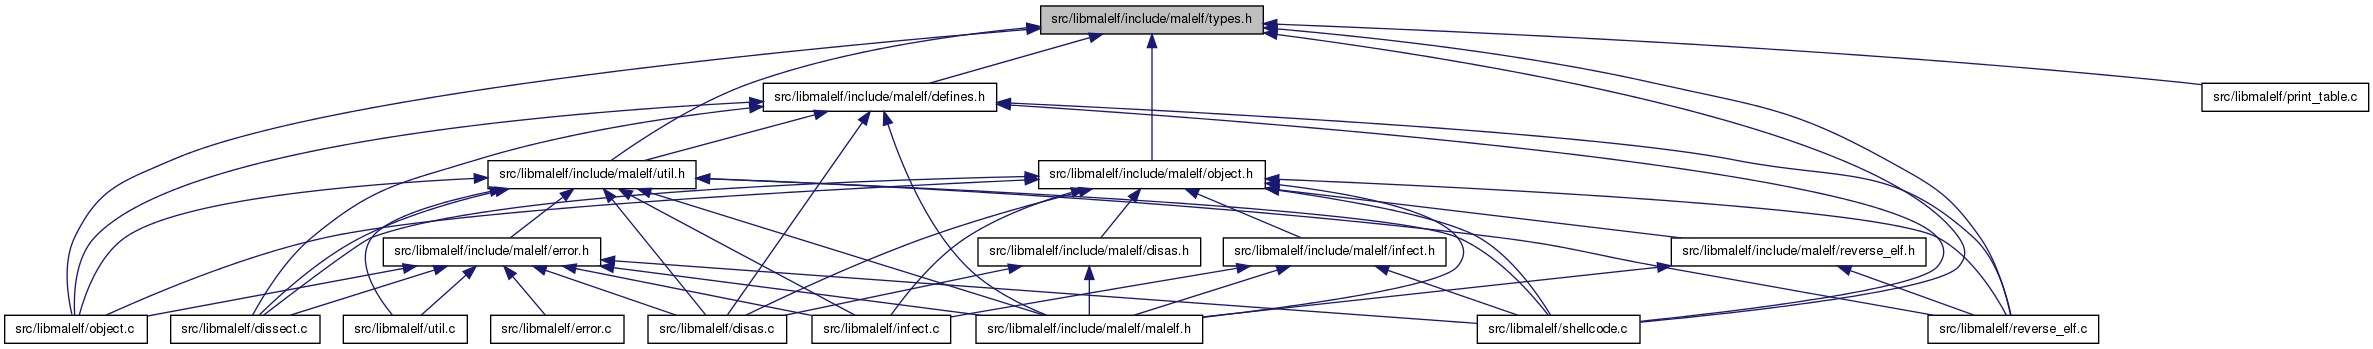 src/libmalelf/include/malelf/types.h
src/libmalelf/include/malelf/defines.h
src/libmalelf/print_table.c
src/libmalelf/include/malelf/util.h
src/libmalelf/include/malelf/object.h
src/libmalelf/include/malelf/error.h
src/libmalelf/include/malelf/disas.h
src/libmalelf/include/malelf/infect.h
src/libmalelf/include/malelf/reverse_elf.h
src/libmalelf/object.c
src/libmalelf/dissect.c
src/libmalelf/util.c
src/libmalelf/error.c
src/libmalelf/disas.c
src/libmalelf/infect.c
src/libmalelf/include/malelf/malelf.h
src/libmalelf/shellcode.c
src/libmalelf/reverse_elf.c